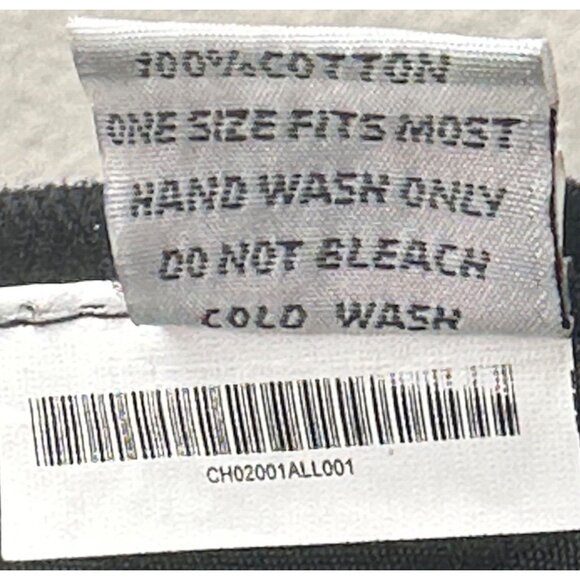 100% COTTON
ONE SIZE FITS MOST
HAND WASH ONLY
DO NOT BLEACH
COLD WASH
CH02001ALL001